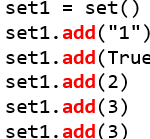 set1 = set()
set1.add("1")
set1.add(True
set1.add(2)
set1.add(3)
set1.add(3)